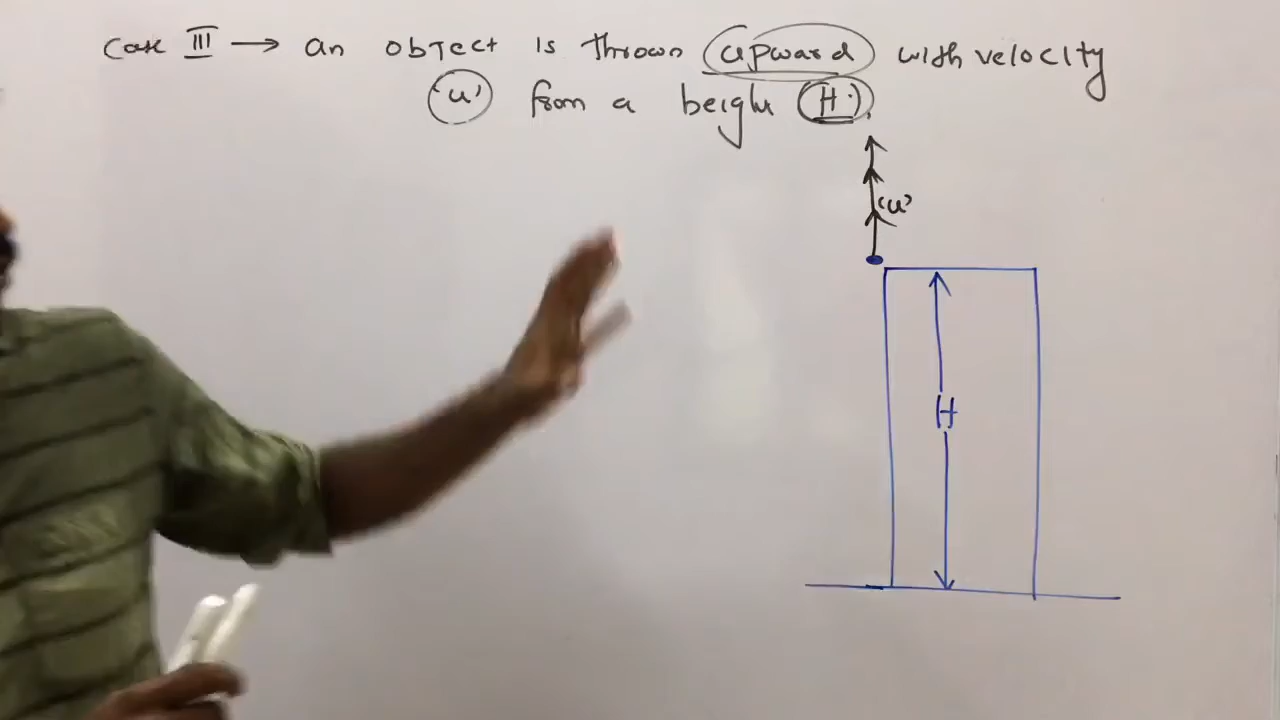 Case III → an object is thrown upward with velocity
'u' from a height (H).
'u'
H